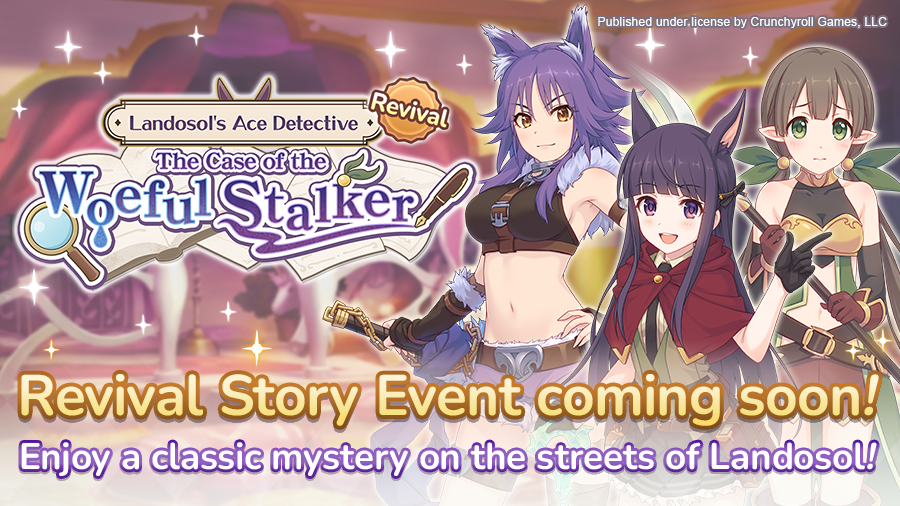 Published under license by Crunchyroll Games, LLC
Landosol's Ace Detective
Revival
The Case of the
Woeful Stalker
Revival Story Event coming soon!
Enjoy a classic mystery on the streets of Landosol!